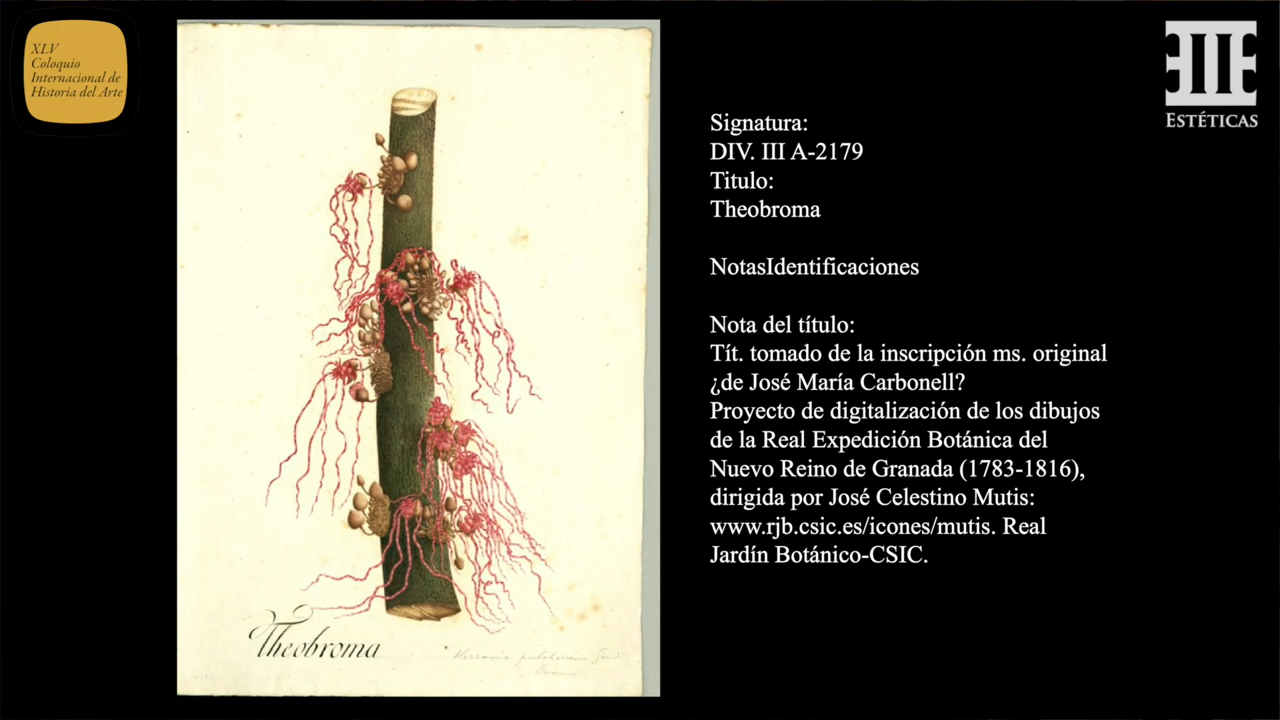 XLV
Coloquio
Internacional de
Historia del Arte
ESTÉTICAS
Signatura:
DIV. III A-2179
Titulo:
Theobroma
NotasIdentificaciones
Nota del título:
Tít. tomado de la inscripción ms. original
¿de José María Carbonell?
Proyecto de digitalización de los dibujos
de la Real Expedición Botánica del
Nuevo Reino de Granada (1783-1816),
dirigida por José Celestino Mutis:
www.rjb.csic.es/icones/mutis. Real
Jardín Botánico-CSIC.
Theobroma